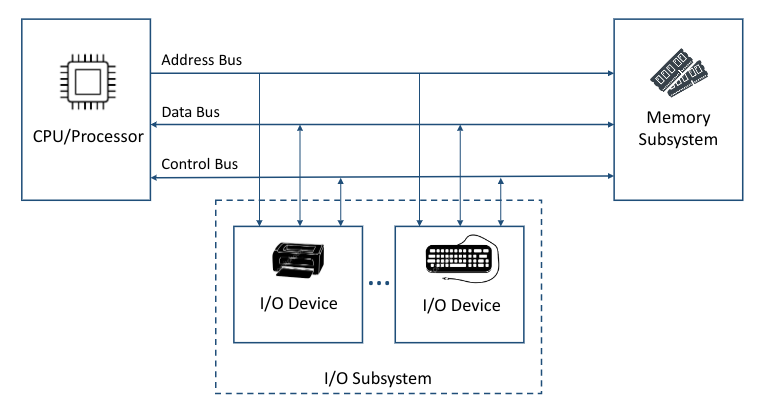 Address Bus
Data Bus
CPU/Processor
Control Bus
Memory
Subsystem
I/O Device
...
I/O Device
I/O Subsystem